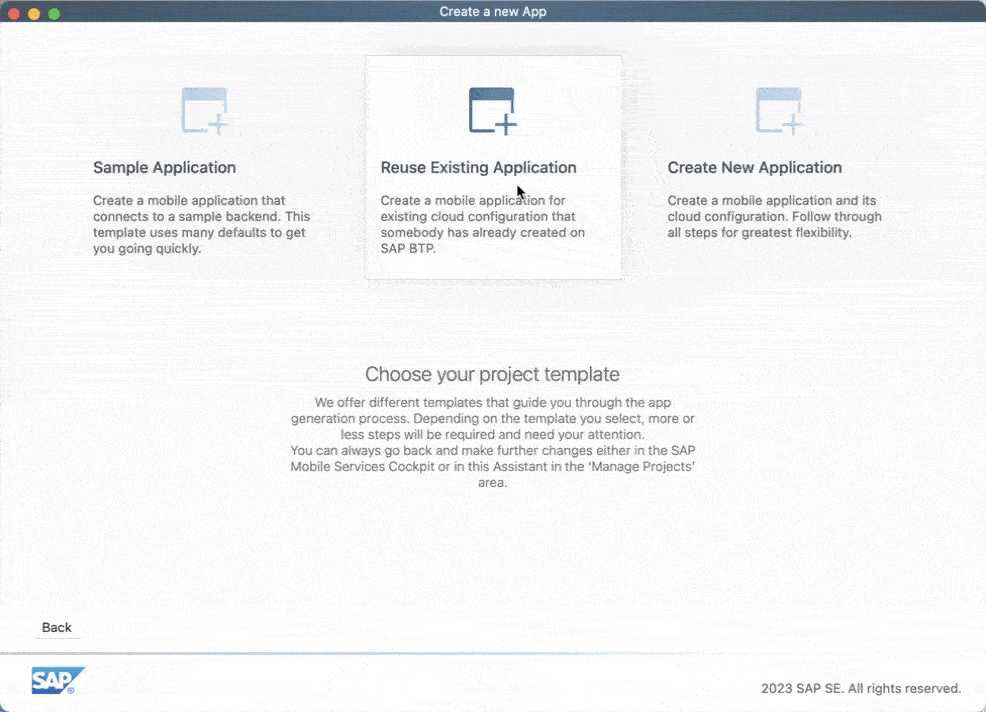 Create a new App
Sample Application
Create a mobile application that
connects to a sample backend. This
template uses many defaults to get
you going quickly.
Reuse Existing Application
Create a mobile application for
existing cloud configuration that
somebody has already created on
SAP BTP.
Create New Application
Create a mobile application and its
cloud configuration. Follow through
all steps for greatest flexibility.
Choose your project template
We offer different templates that guide you through the app
generation process. Depending on the template you select, more or
less steps will be required and need your attention.
You can always go back and make further changes either in the SAP
Mobile Services Cockpit or in this Assistant in the ‘Manage Projects’
area.
Back
SAP®
2023 SAP SE. All rights reserved.